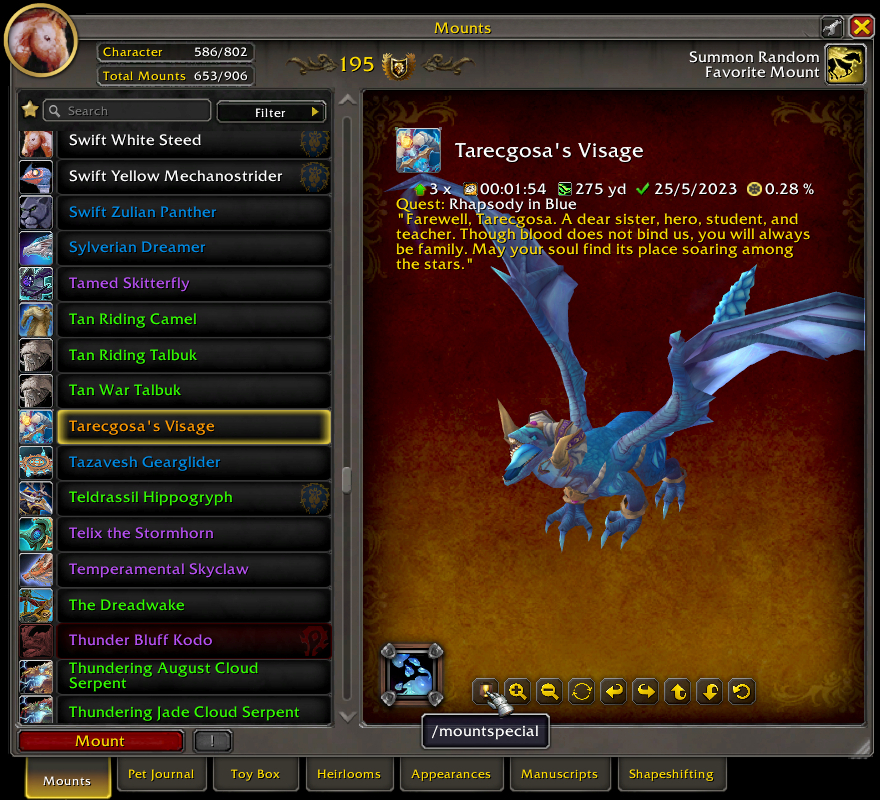 Mounts
Character 586/802
Total Mounts 653/906
195
Summon Random
Favorite Mount
Search
Filter
Swift White Steed
Swift Yellow Mechanostrider
Swift Zulian Panther
Sylverian Dreamer
Tamed Skitterfly
Tan Riding Camel
Tan Riding Talbuk
Tan War Talbuk
Tarecgosa's Visage
Tazavesh Gearglider
Teldrassil Hippogryph
Telix the Stormhorn
Temperamental Skyclaw
The Dreadwake
Thunder Bluff Kodo
Thundering August Cloud
Serpent
Thundering Jade Cloud Serpent
Tarecgosa's Visage
3 x 00:01:54 275 yd 25/5/2023 0.28 %
Quest: Rhapsody in Blue
"Farewell, Tarecgosa. A dear sister, hero, student, and
teacher. Though blood does not bind us, you will always
be family. May your soul find its place soaring among
the stars."
/mountspecial
Mount
!
Mounts
Pet Journal
Toy Box
Heirlooms
Appearances
Manuscripts
Shapeshifting